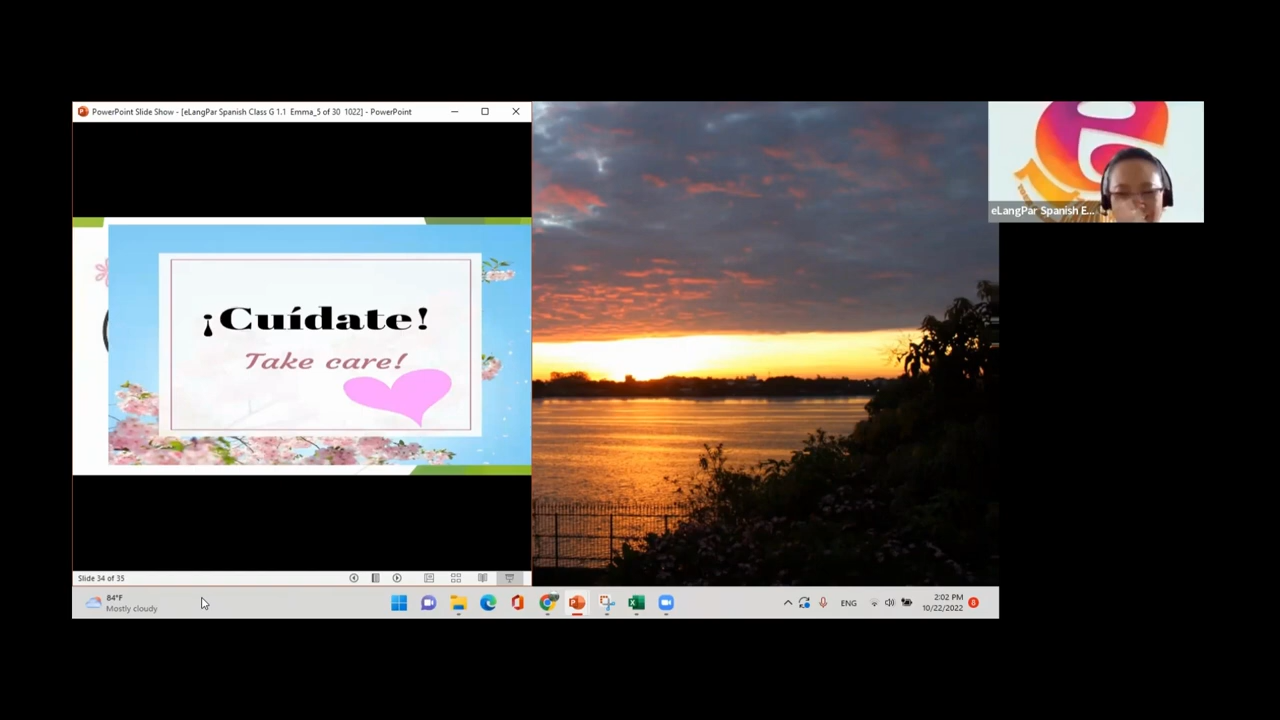 PowerPoint Slide Show - [eLangPar Spanish Class G 1.1 Emma_5 of 30 1022] - PowerPoint
¡Cuídate!
Take care!
eLangPar Spanish E...
Slide 34 of 35
84°F
Mostly cloudy
ENG
2:02 PM
10/22/2022
8